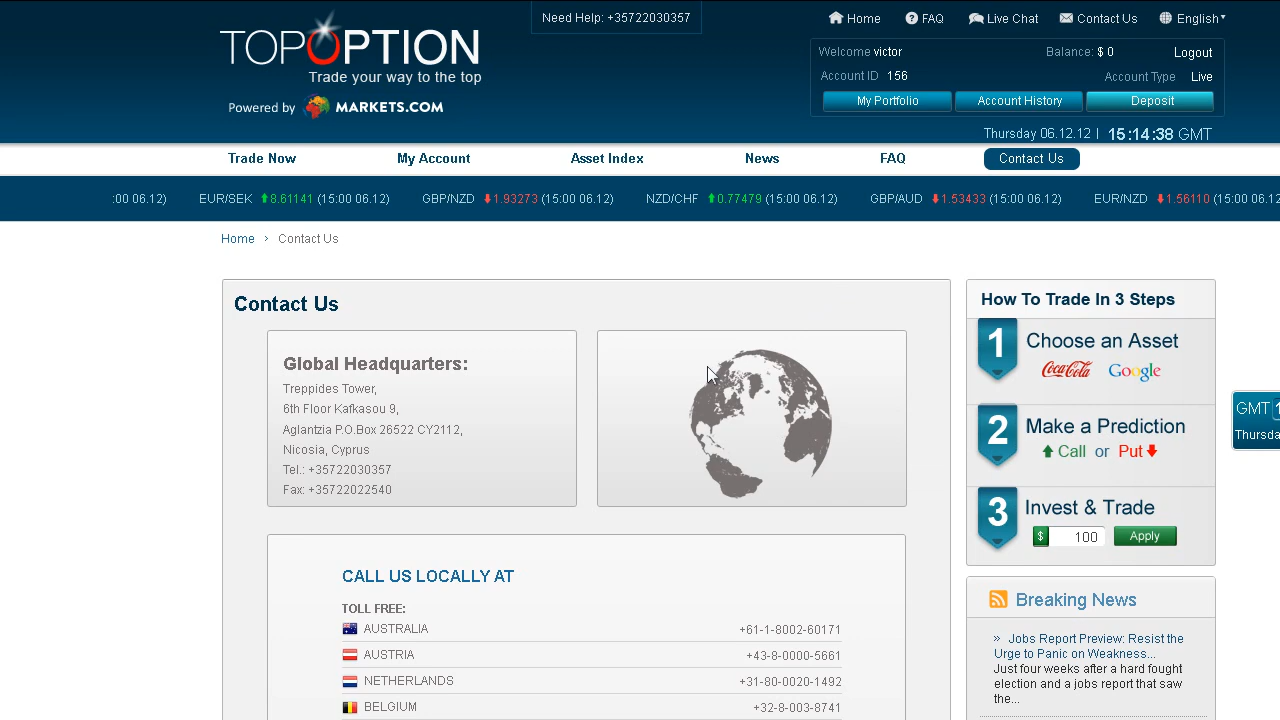 Need Help: +35722030357
Home FAQ Live Chat Contact Us English
TOPOPTION
Trade your way to the top
Powered by MARKETS.COM
Welcome victor Balance: $ 0 Logout
Account ID 156 Account Type Live
My Portfolio Account History Deposit
Thursday 06.12.12 | 15:14:38 GMT
Trade Now My Account Asset Index News FAQ Contact Us
:00 06.12) EUR/SEK 8.61141 (15:00 06.12) GBP/NZD 1.93273 (15:00 06.12) NZD/CHF 0.77479 (15:00 06.12) GBP/AUD 1.53433 (15:00 06.12) EUR/NZD 1.56110 (15:00 06.12
Home › Contact Us
Contact Us
Global Headquarters:
Treppides Tower,
6th Floor Kafkasou 9,
Aglantzia P.O.Box 26522 CY2112,
Nicosia, Cyprus
Tel.: +35722030357
Fax: +35722022540
CALL US LOCALLY AT
TOLL FREE:
AUSTRALIA +61-1-8002-60171
AUSTRIA +43-8-0000-5661
NETHERLANDS +31-80-0020-1492
BELGIUM +32-8-003-8741
How To Trade In 3 Steps
1 Choose an Asset
Coca-Cola Google
2 Make a Prediction
Call or Put
3 Invest & Trade
$ 100 Apply
Breaking News
» Jobs Report Preview: Resist the
Urge to Panic on Weakness...
Just four weeks after a hard fought
election and a jobs report that saw
the...
GMT 1
Thursda